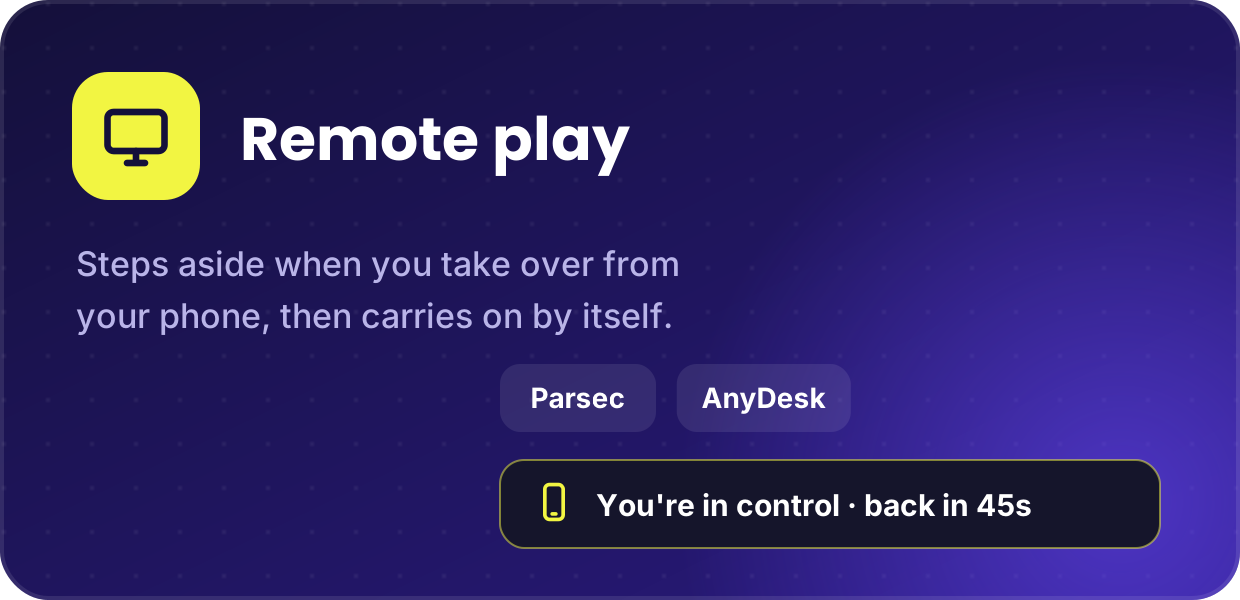 Remote play
Steps aside when you take over from
your phone, then carries on by itself.
Parsec AnyDesk
You're in control · back in 45s